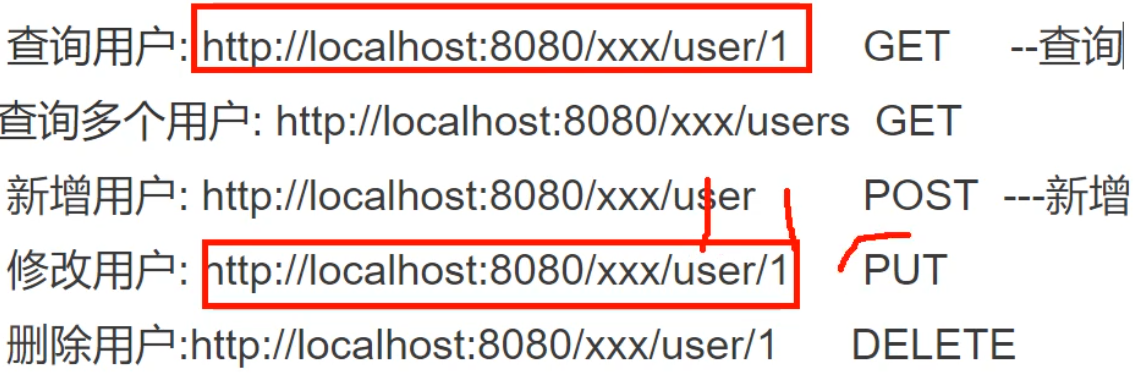 查询用户: http://localhost:8080/xxx/user/1 GET --查询
查询多个用户: http://localhost:8080/xxx/users GET
新增用户: http://localhost:8080/xxx/user POST ---新增
修改用户: http://localhost:8080/xxx/user/1 PUT
删除用户:http://localhost:8080/xxx/user/1 DELETE